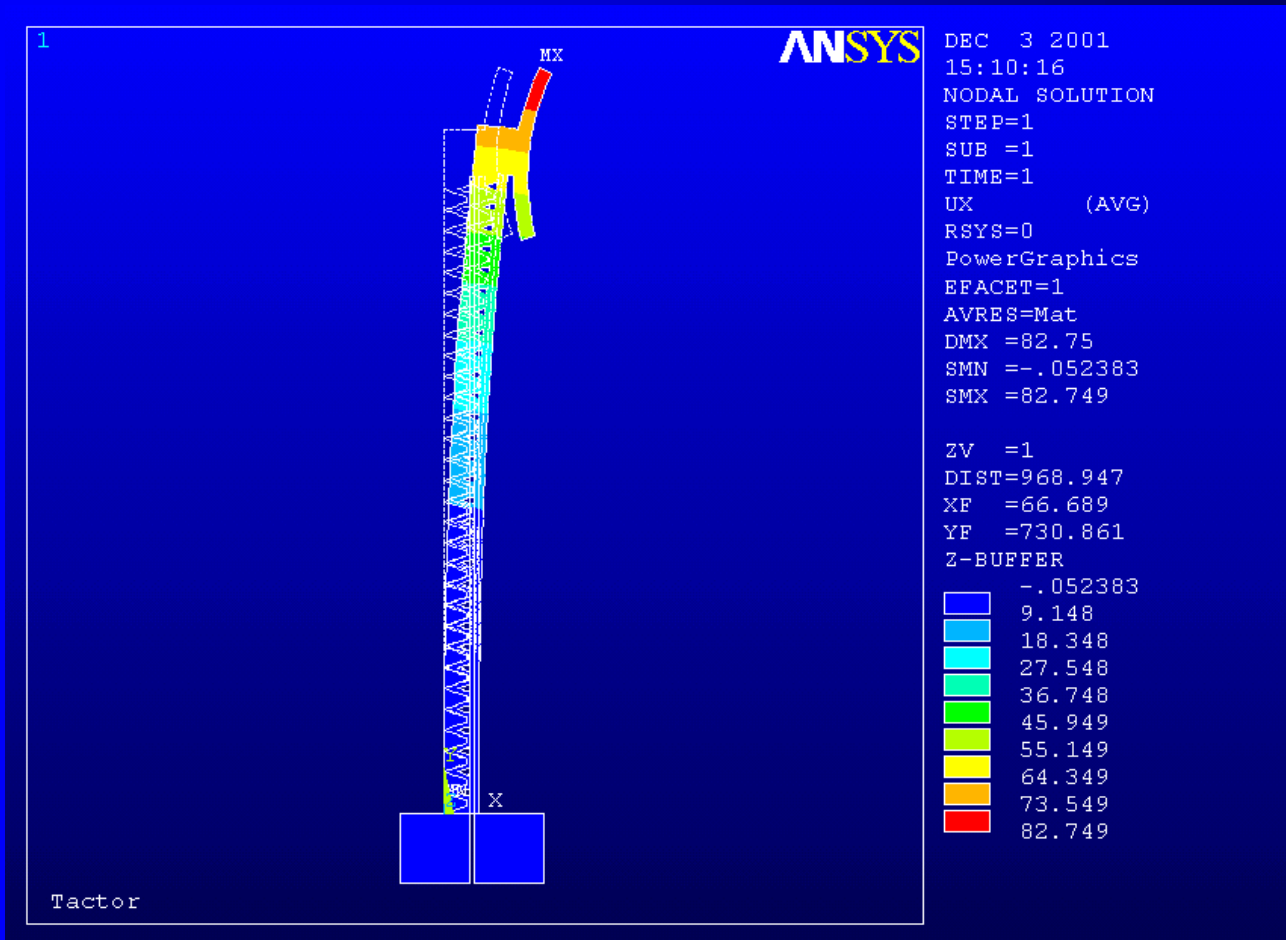 1
ANSYS
MX
DEC 3 2001
15:10:16
NODAL SOLUTION
STEP=1
SUB =1
TIME=1
UX (AVG)
RSYS=0
PowerGraphics
EFACET=1
AVRES=Mat
DMX =82.75
SMN =-.052383
SMX =82.749
ZV =1
DIST=968.947
XF =66.689
YF =730.861
Z-BUFFER
-.052383
9.148
18.348
27.548
36.748
45.949
55.149
64.349
73.549
82.749
X
Tactor